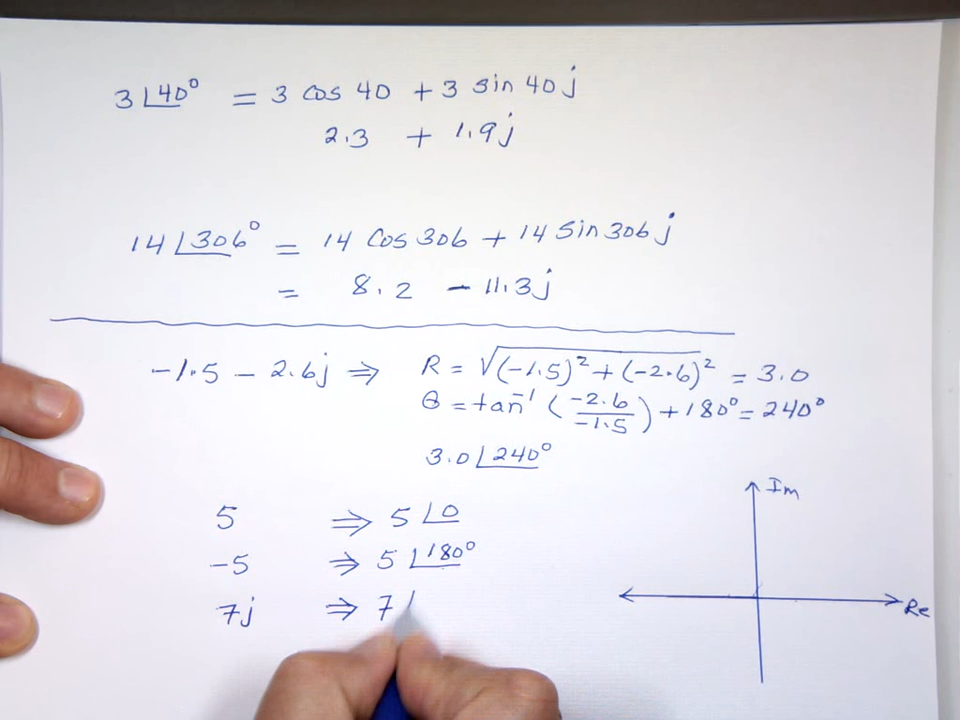 3∠40° = 3 cos 40 + 3 sin 40j
2.3 + 1.9j
14∠306° = 14 cos 306 + 14 sin 306j
= 8.2 - 11.3j
-1.5 - 2.6j ⇒ R = √(-1.5)² + (-2.6)² = 3.0
θ = tan⁻¹ (-2.6/-1.5) + 180° = 240°
3.0∠240°
5 ⇒ 5∠0
-5 ⇒ 5∠180°
7j ⇒ 7∠
Im
Re